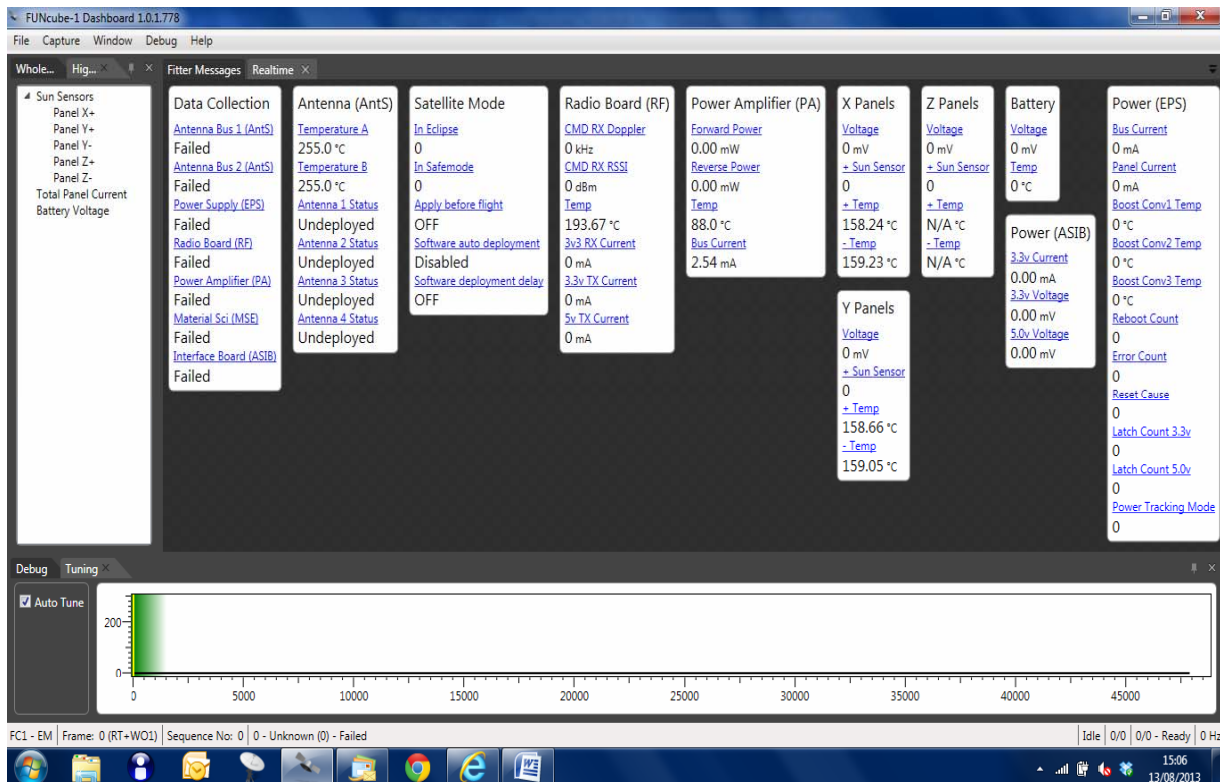 FUNcube-1 Dashboard 1.0.1.778
File Capture Window Debug Help
Whole... Hig...
Fitter Messages Realtime
Sun Sensors
Panel X+
Panel Y+
Panel Y-
Panel Z+
Panel Z-
Total Panel Current
Battery Voltage
Data Collection
Antenna Bus 1 (AntS)
Failed
Antenna Bus 2 (AntS)
Failed
Power Supply (EPS)
Failed
Radio Board (RF)
Failed
Power Amplifier (PA)
Failed
Material Sci (MSE)
Failed
Interface Board (ASIB)
Failed
Antenna (AntS)
Temperature A
255.0 °C
Temperature B
255.0 °C
Antenna 1 Status
Undeployed
Antenna 2 Status
Undeployed
Antenna 3 Status
Undeployed
Antenna 4 Status
Undeployed
Satellite Mode
In Eclipse
0
In Safemode
0
Apply before flight
OFF
Software auto deployment
Disabled
Software deployment delay
OFF
Radio Board (RF)
CMD RX Doppler
0 kHz
CMD RX RSSI
0 dBm
Temp
193.67 °C
3v3 RX Current
0 mA
3.3v TX Current
0 mA
5v TX Current
0 mA
Power Amplifier (PA)
Forward Power
0.00 mW
Reverse Power
0.00 mW
Temp
88.0 °C
Bus Current
2.54 mA
X Panels
Voltage
0 mV
+ Sun Sensor
0
+ Temp
158.24 °C
- Temp
159.23 °C
Y Panels
Voltage
0 mV
+ Sun Sensor
0
+ Temp
158.66 °C
- Temp
159.05 °C
Z Panels
Voltage
0 mV
+ Sun Sensor
0
+ Temp
N/A °C
- Temp
N/A °C
Battery
Voltage
0 mV
Temp
0 °C
Power (ASIB)
3.3v Current
0.00 mA
3.3v Voltage
0.00 mV
5.0v Voltage
0.00 mV
Power (EPS)
Bus Current
0 mA
Panel Current
0 mA
Boost Conv1 Temp
0 °C
Boost Conv2 Temp
0 °C
Boost Conv3 Temp
0 °C
Reboot Count
0
Error Count
0
Reset Cause
0
Latch Count 3.3v
0
Latch Count 5.0v
0
Power Tracking Mode
0
Debug Tuning
Auto Tune
200
0
0 5000 10000 15000 20000 25000 30000 35000 40000 45000
FC1 - EM Frame: 0 (RT+WO1) Sequence No: 0 0 - Unknown (0) - Failed Idle 0/0 0/0 - Ready 0 Hz
15:06
13/08/2013